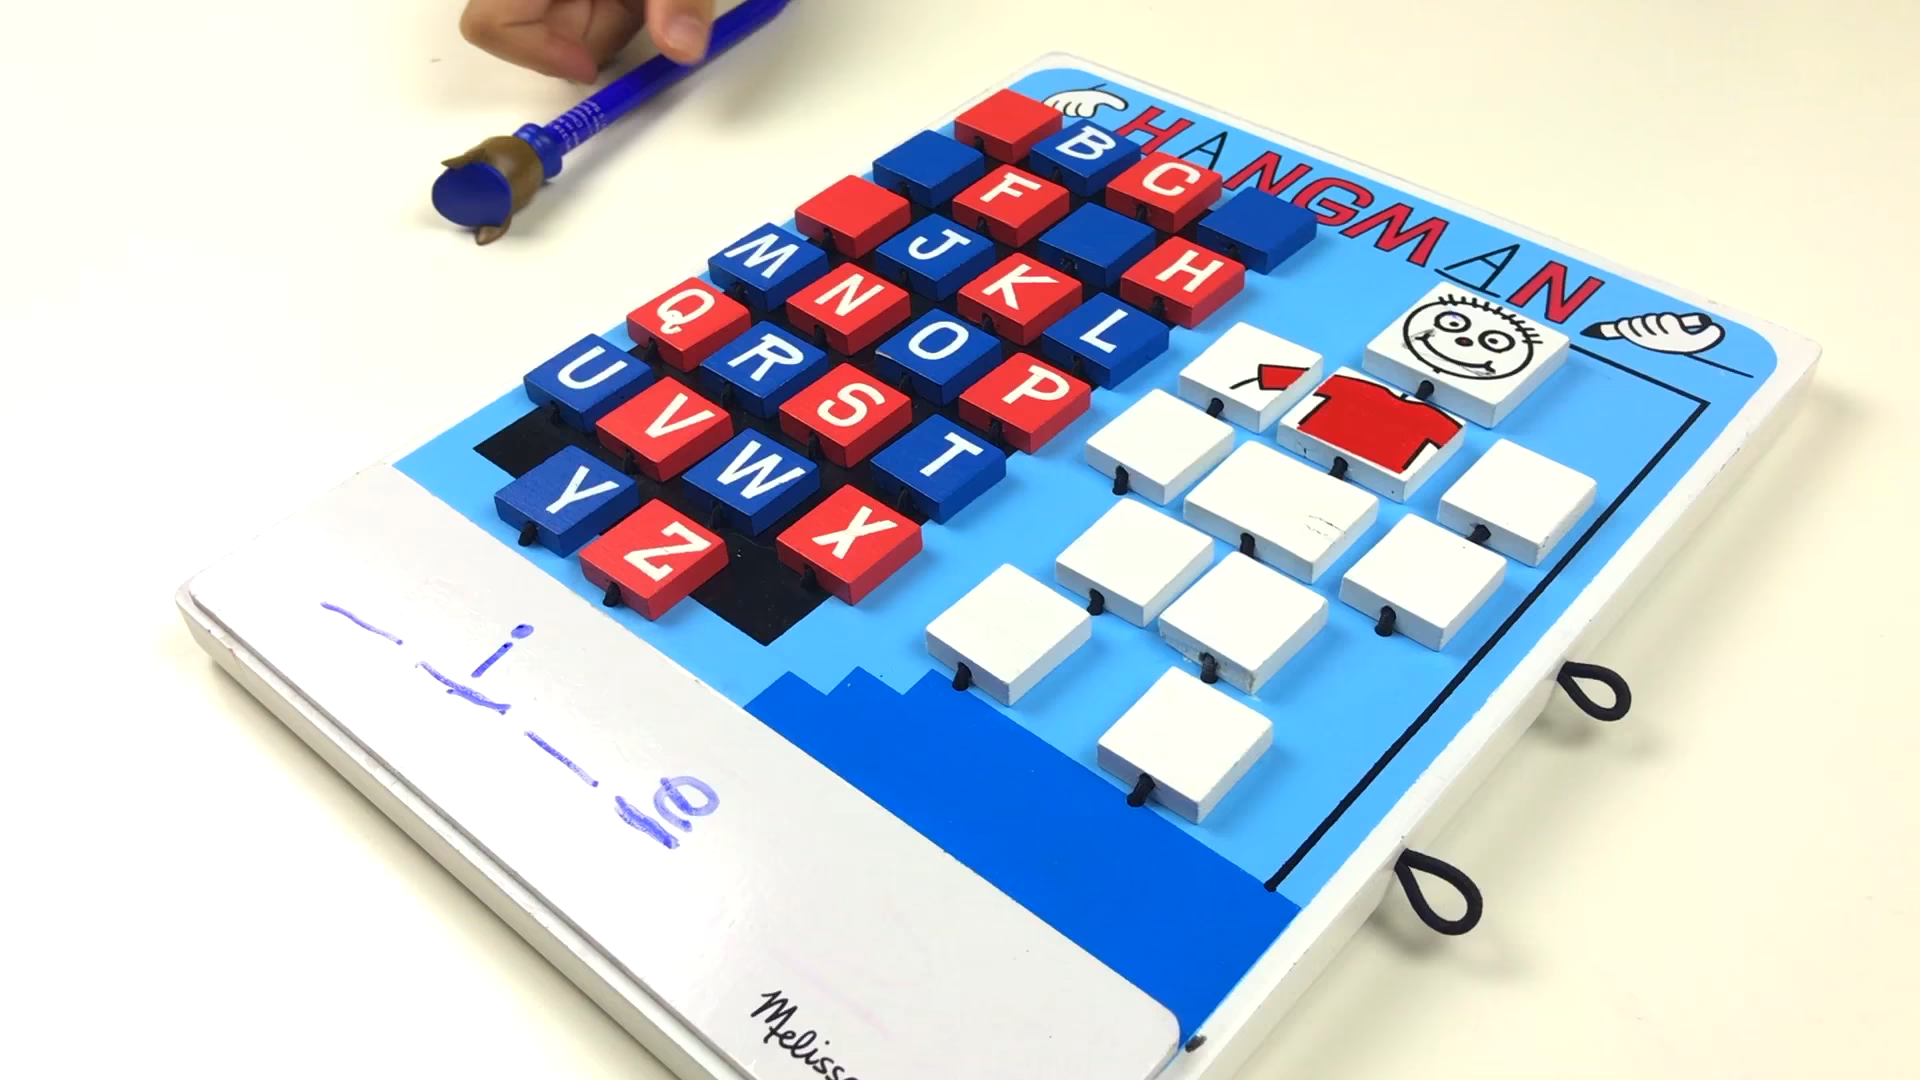 HANGMAN
B C
F
J K H
M N O L
Q R S P
U V W T
Y Z X
_ i _ e
Melissa